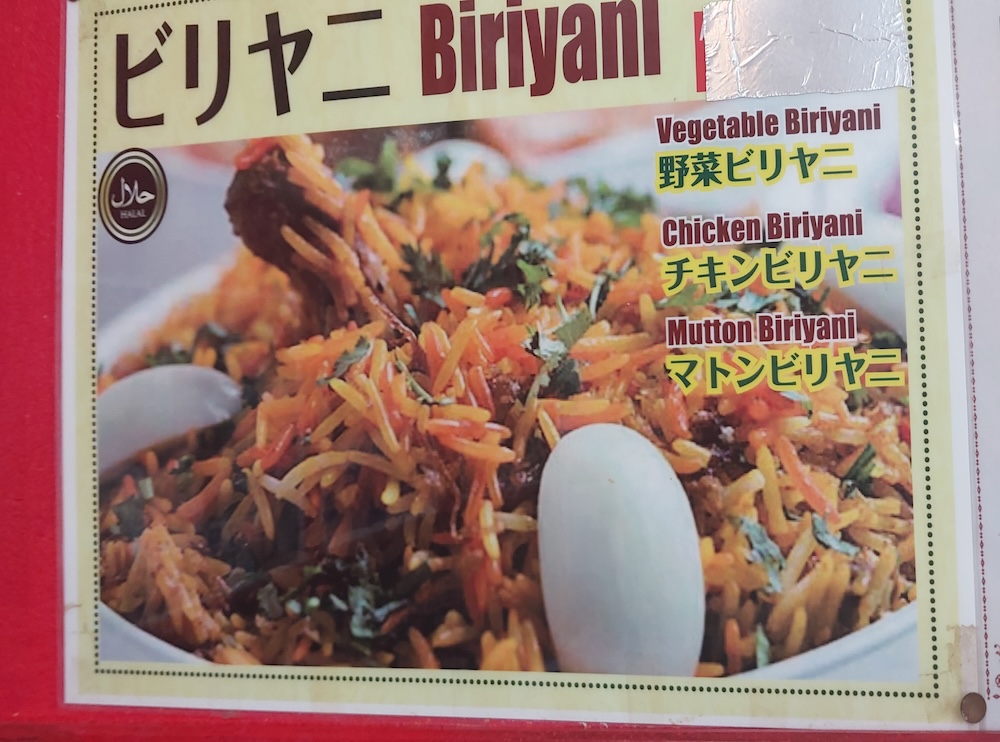 ビリヤニ Biriyani
حلال
HALAL
Vegetable Biriyani
野菜ビリヤニ
Chicken Biriyani
チキンビリヤニ
Mutton Biriyani
マトンビリヤニ